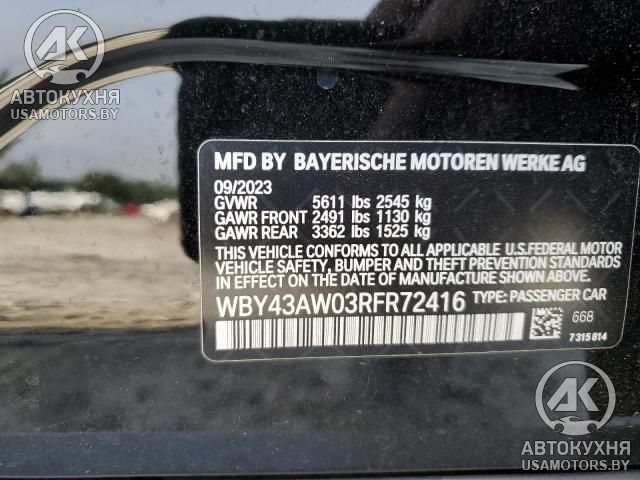 AK
АВТОКУХНЯ
USAMOTORS.BY
MFD BY BAYERISCHE MOTOREN WERKE AG
09/2023
GVWR 5611 lbs 2545 kg
GAWR FRONT 2491 lbs 1130 kg
GAWR REAR 3362 lbs 1525 kg
THIS VEHICLE CONFORMS TO ALL APPLICABLE U.S.FEDERAL MOTOR
VEHICLE SAFETY, BUMPER AND THEFT PREVENTION STANDARDS
IN EFFECT ON THE DATE OF MANUFACTURE SHOWN ABOVE.
WBY43AW03RFR72416 TYPE: PASSENGER CAR
668
7315814
AK
АВТОКУХНЯ
USAMOTORS.BY